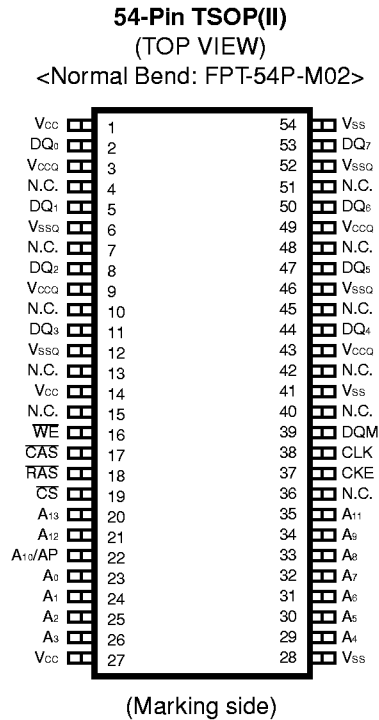 54-Pin TSOP(II)
(TOP VIEW)
<Normal Bend: FPT-54P-M02>
VCC 1 54 VSS
DQ0 2 53 DQ7
VCCQ 3 52 VSSQ
N.C. 4 51 N.C.
DQ1 5 50 DQ6
VSSQ 6 49 VCCQ
N.C. 7 48 N.C.
DQ2 8 47 DQ5
VCCQ 9 46 VSSQ
N.C. 10 45 N.C.
DQ3 11 44 DQ4
VSSQ 12 43 VCCQ
N.C. 13 42 N.C.
VCC 14 41 VSS
N.C. 15 40 N.C.
WE 16 39 DQM
CAS 17 38 CLK
RAS 18 37 CKE
CS 19 36 N.C.
A13 20 35 A11
A12 21 34 A9
A10/AP 22 33 A8
A0 23 32 A7
A1 24 31 A6
A2 25 30 A5
A3 26 29 A4
VCC 27 28 VSS
(Marking side)